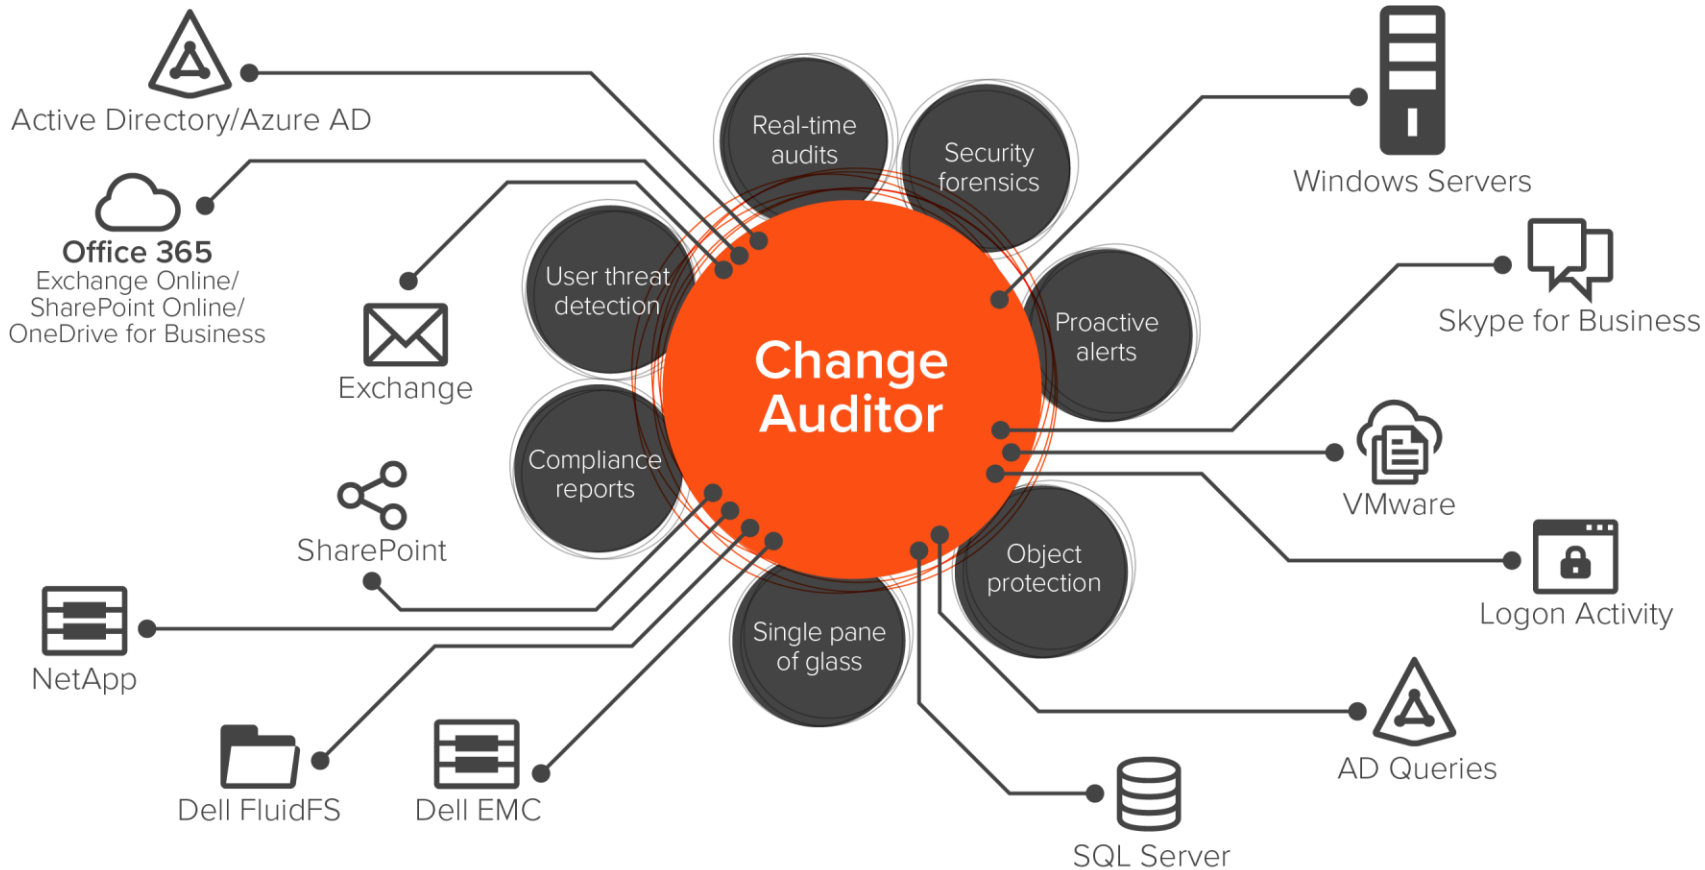 Active Directory/Azure AD
Office 365
Exchange Online/
SharePoint Online/
OneDrive for Business
Exchange
SharePoint
NetApp
Dell FluidFS
Dell EMC
Real-time
audits
Security
forensics
User threat
detection
Proactive
alerts
Change
Auditor
Compliance
reports
Object
protection
Single pane
of glass
Windows Servers
Skype for Business
VMware
Logon Activity
AD Queries
SQL Server